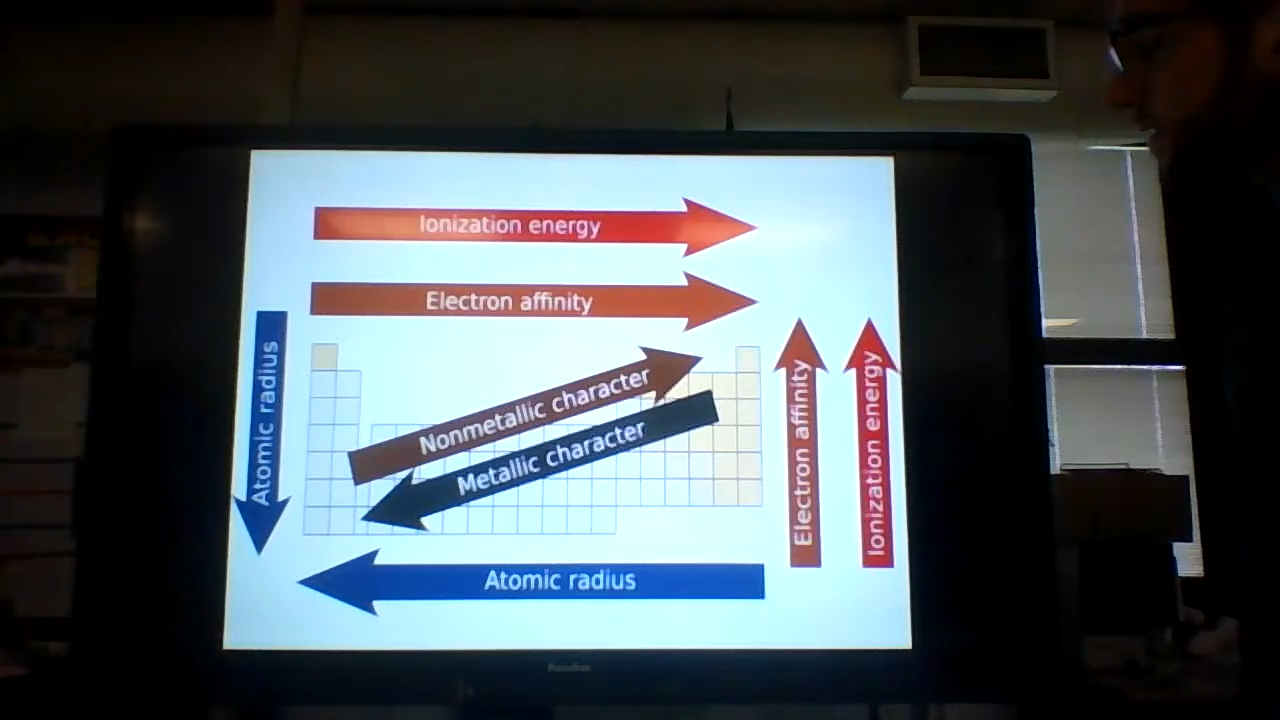 Ionization energy
Electron affinity
Atomic radius
Nonmetallic character
Metallic character
Electron affinity
Ionization energy
Atomic radius